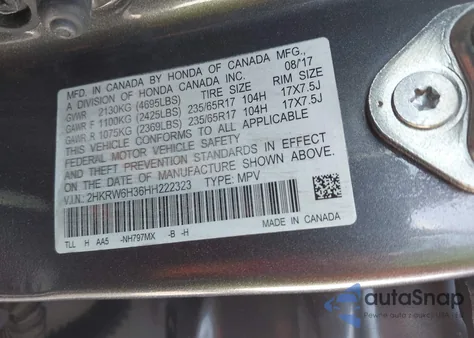 MFD. IN CANADA BY HONDA OF CANADA MFG.,
A DIVISION OF HONDA CANADA INC. 08/17
GVWR 2130KG (4695LBS) TIRE SIZE RIM SIZE
GAWR F 1100KG (2425LBS) 235/65R17 104H 17X7.5J
GAWR R 1075KG (2369LBS) 235/65R17 104H 17X7.5J
THIS VEHICLE CONFORMS TO ALL APPLICABLE
FEDERAL MOTOR VEHICLE SAFETY
AND THEFT PREVENTION STANDARDS IN EFFECT
ON THE DATE OF MANUFACTURE SHOWN ABOVE.
V.I.N.: 2HKRW6H36HH222323 TYPE: MPV
TLL H AA5 -NH797MX -B -H MADE IN CANADA
autoSnap
Pewne auto z USA